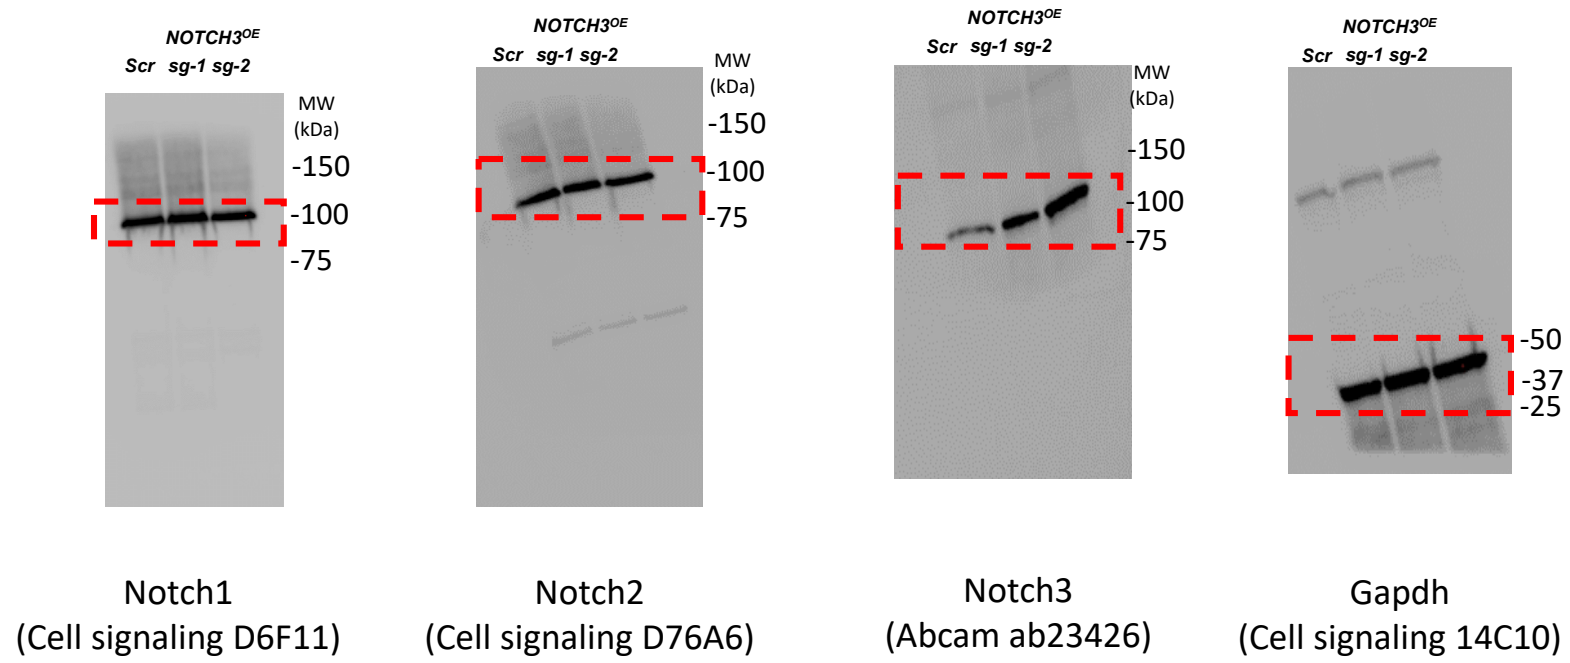 NOTCH3OE
Scr sg-1 sg-2
MW
(kDa)
-150
-100
-75
Notch1
(Cell signaling D6F11)
NOTCH3OE
Scr sg-1 sg-2
MW
(kDa)
-150
-100
-75
Notch2
(Cell signaling D76A6)
NOTCH3OE
Scr sg-1 sg-2
MW
(kDa)
-150
-100
-75
Notch3
(Abcam ab23426)
NOTCH3OE
Scr sg-1 sg-2
-50
-37
-25
Gapdh
(Cell signaling 14C10)